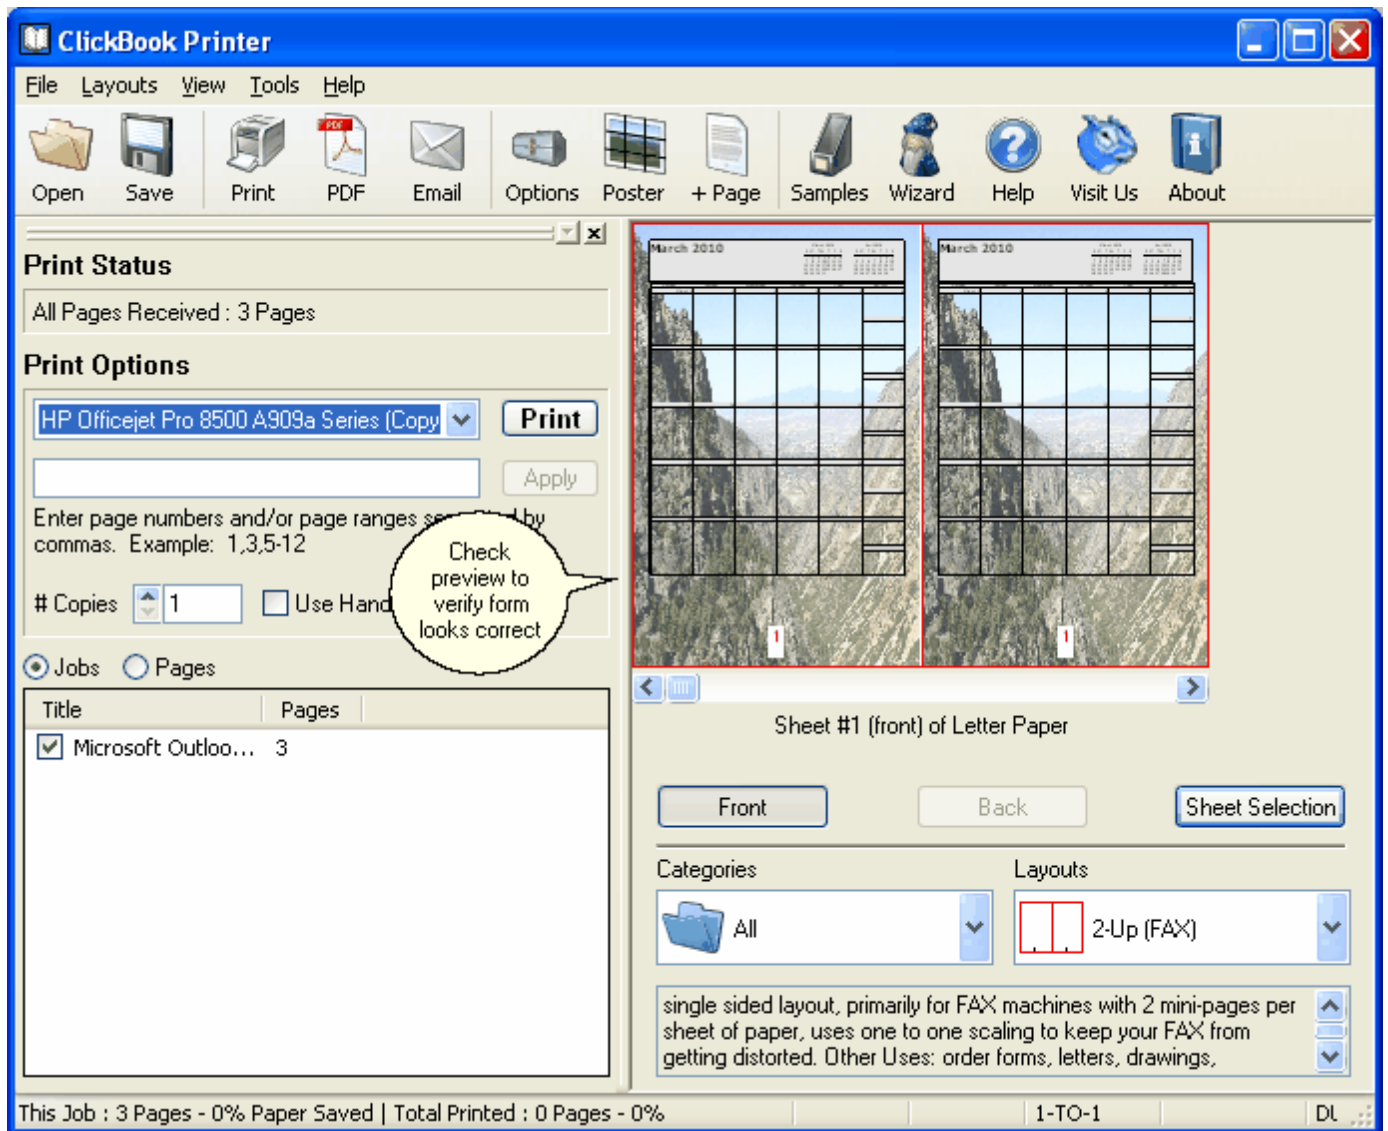 ClickBook Printer
File Layouts View Tools Help
Open Save Print PDF Email Options Poster + Page Samples Wizard Help Visit Us About
Print Status
All Pages Received : 3 Pages
Print Options
HP Officejet Pro 8500 A909a Series (Copy
Print
Apply
Enter page numbers and/or page ranges by
commas. Example: 1,3,5-12
# Copies 1 Use Hand
Check
preview to
verify form
looks correct
Jobs Pages
Title Pages
Microsoft Outloo... 3
March 2010 March 2010
1 1
Sheet #1 (front) of Letter Paper
Front Back Sheet Selection
Categories Layouts
All 2-Up (FAX)
single sided layout, primarily for FAX machines with 2 mini-pages per
sheet of paper, uses one to one scaling to keep your FAX from
getting distorted. Other Uses: order forms, letters, drawings,
This Job : 3 Pages - 0% Paper Saved | Total Printed : 0 Pages - 0% 1-TO-1